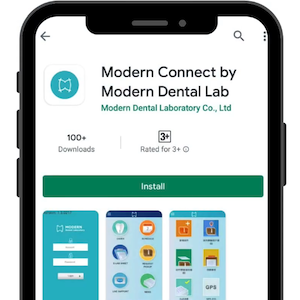 Modern Connect by
Modern Dental Lab
Modern Dental Laboratory Co., Ltd
100+
3+
Downloads
Rated for 3+
Install
MODERN
GPS